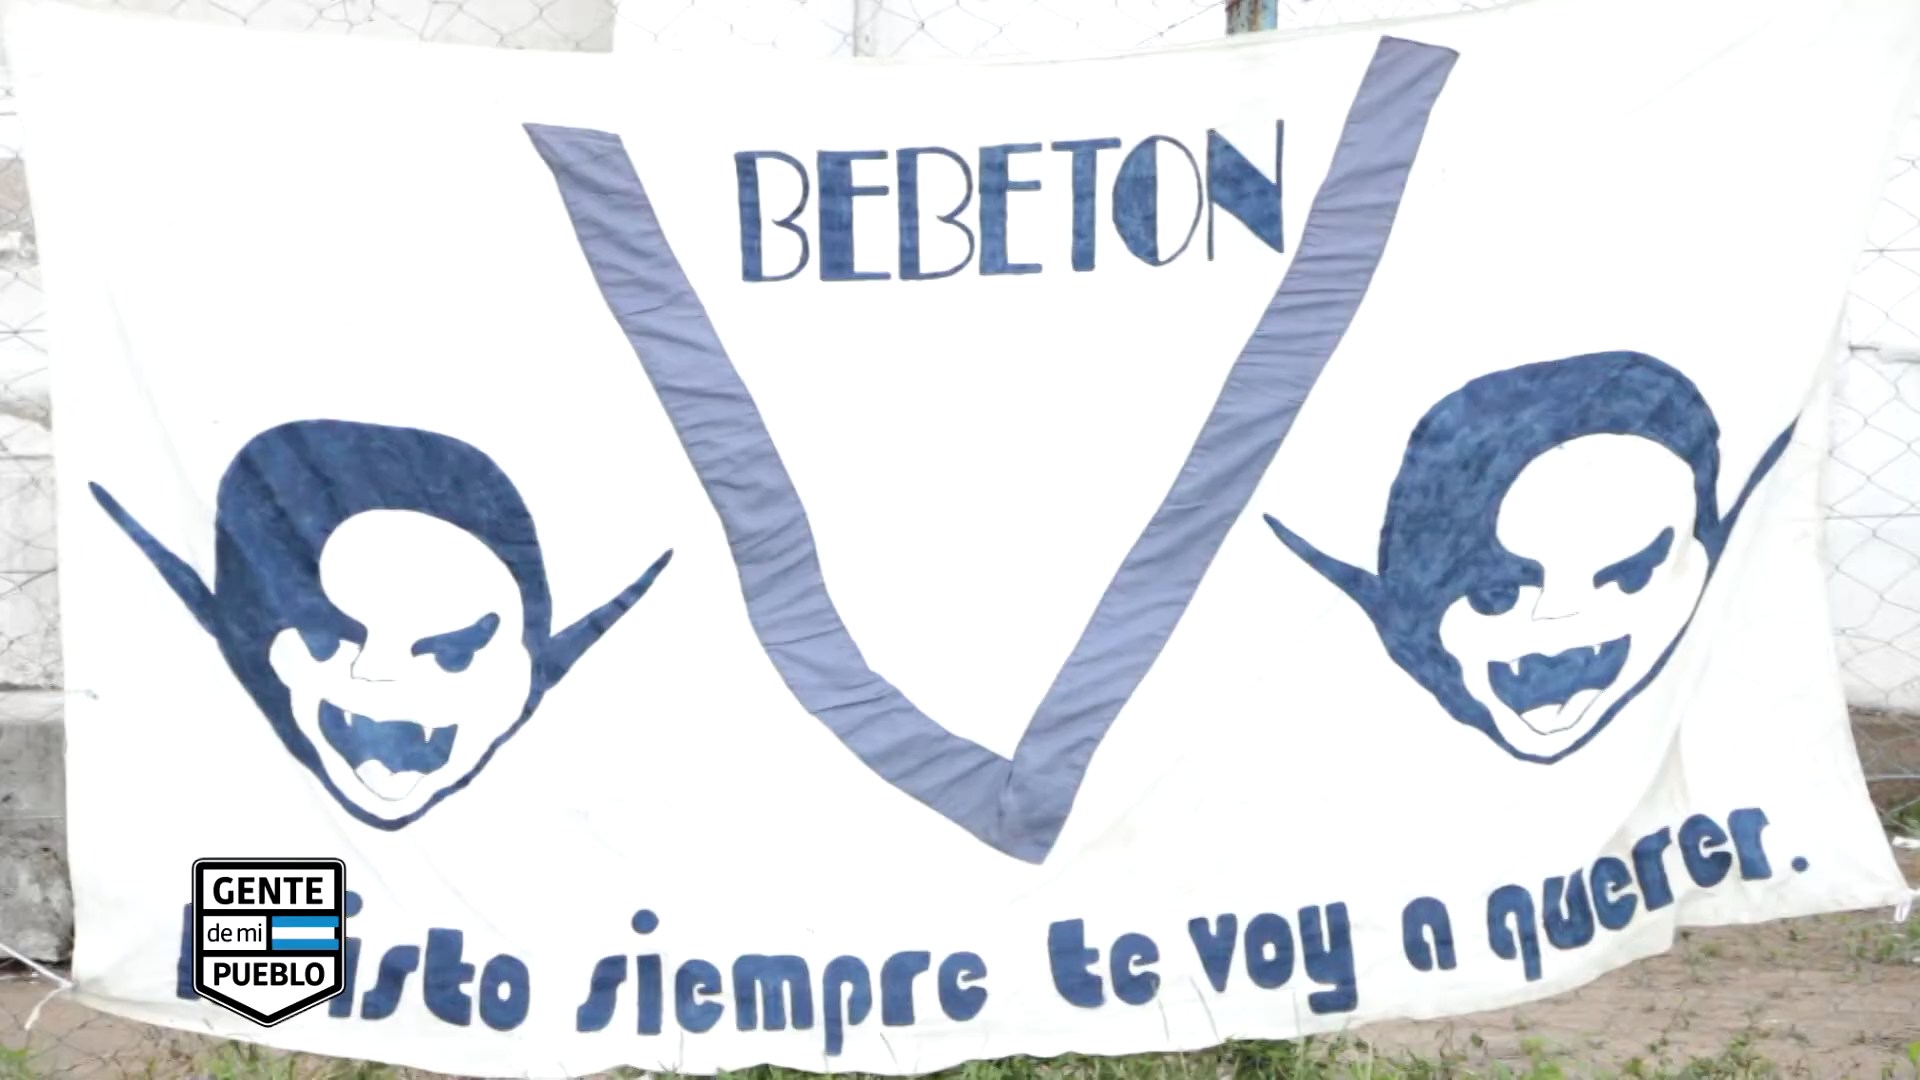 BEBETON
siempre te voy a querer.
GENTE
de mi
PUEBLO